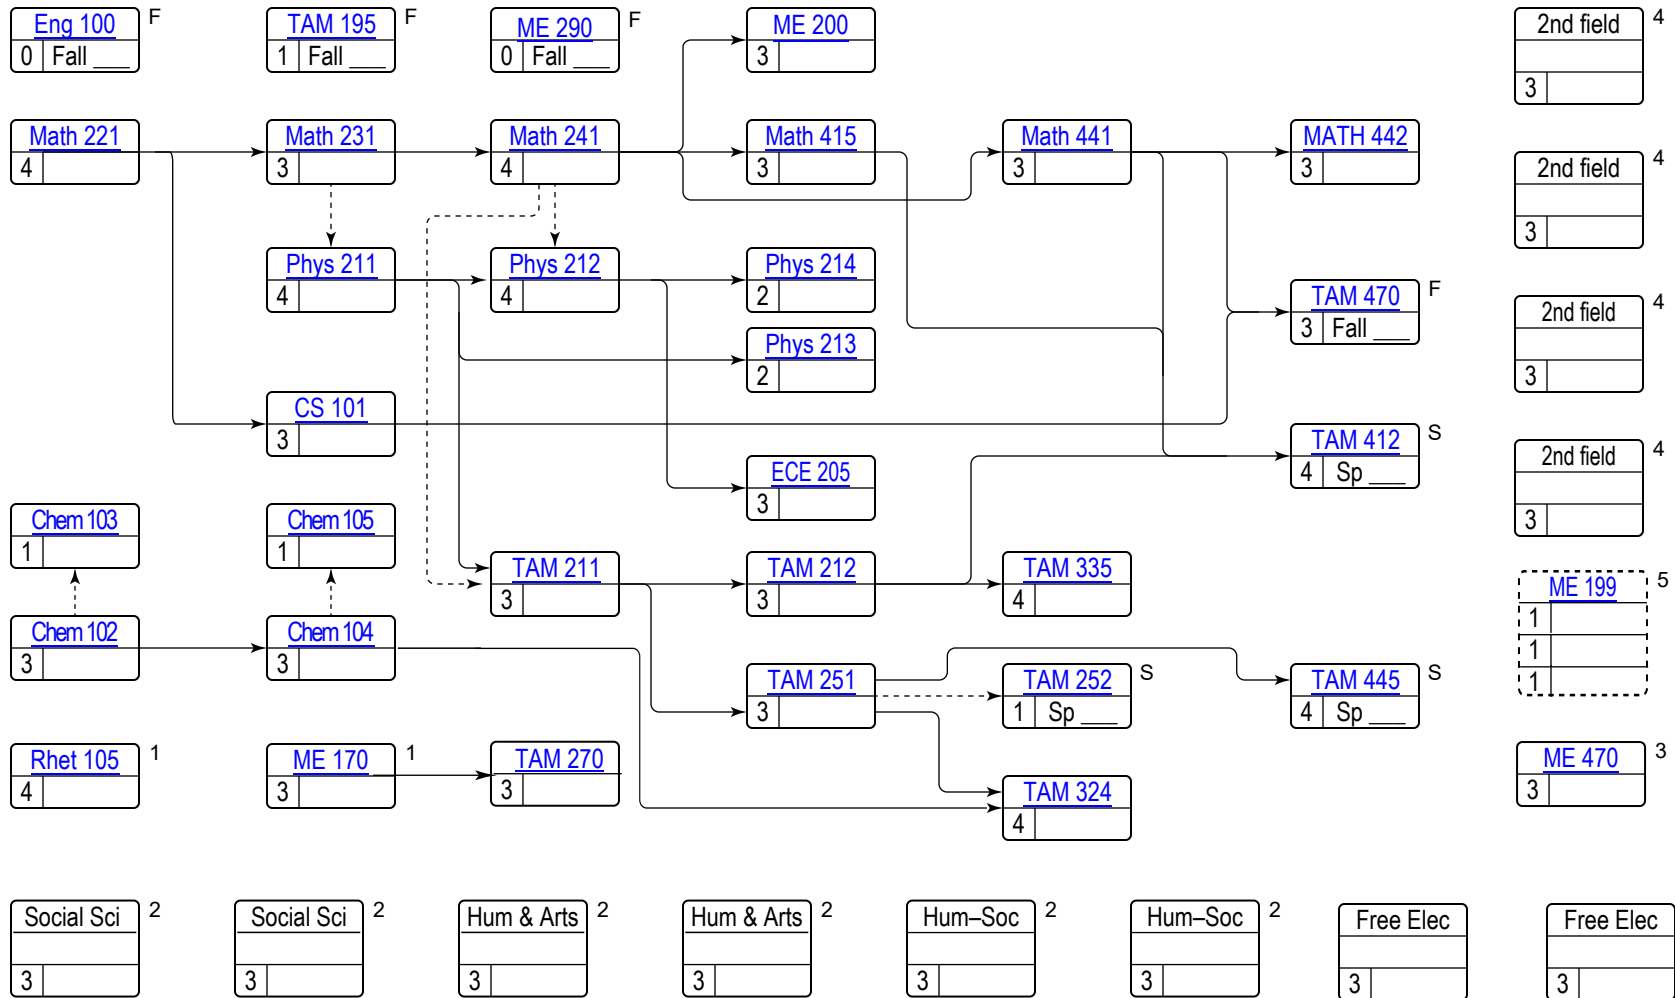 Eng 100 F
0 Fall ___
TAM 195 F
1 Fall ___
ME 290 F
0 Fall ___
ME 200
3
2nd field 4
3
Math 221
4
Math 231
3
Math 241
4
Math 415
3
Math 441
3
MATH 442
3
2nd field 4
3
Phys 211
4
Phys 212
4
Phys 214
2
TAM 470 F
3 Fall ___
2nd field 4
3
Phys 213
2
CS 101
3
TAM 412 S
4 Sp ___
2nd field 4
3
ECE 205
3
Chem 103
1
Chem 105
1
TAM 211
3
TAM 212
3
TAM 335
4
ME 199 5
1
1
1
Chem 102
3
Chem 104
3
TAM 251
3
TAM 252 S
1 Sp ___
TAM 445 S
4 Sp ___
Rhet 105 1
4
ME 170 1
3
TAM 270
3
ME 470 3
3
TAM 324
4
Social Sci 2
3
Social Sci 2
3
Hum & Arts 2
3
Hum & Arts 2
3
Hum–Soc 2
3
Hum–Soc 2
3
Free Elec
3
Free Elec
3